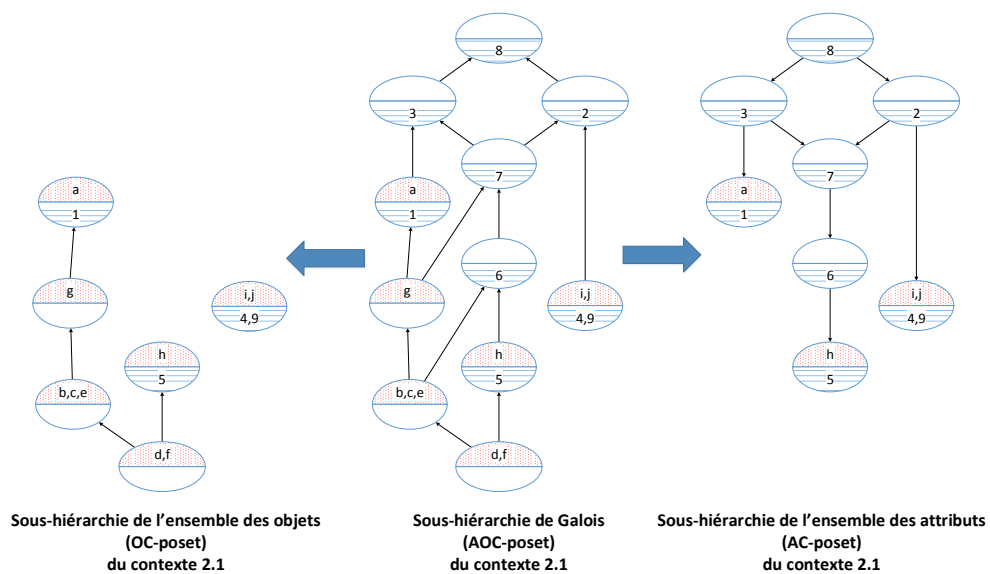 a
1
g
i,j
4,9
h
5
b,c,e
d,f
Sous-hiérarchie de l'ensemble des objets
(OC-poset)
du contexte 2.1
8
3
2
7
a
1
6
g
i,j
4,9
h
5
b,c,e
d,f
Sous-hiérarchie de Galois
(AOC-poset)
du contexte 2.1
8
3
2
7
a
1
6
i,j
4,9
h
5
Sous-hiérarchie de l'ensemble des attributs
(AC-poset)
du contexte 2.1